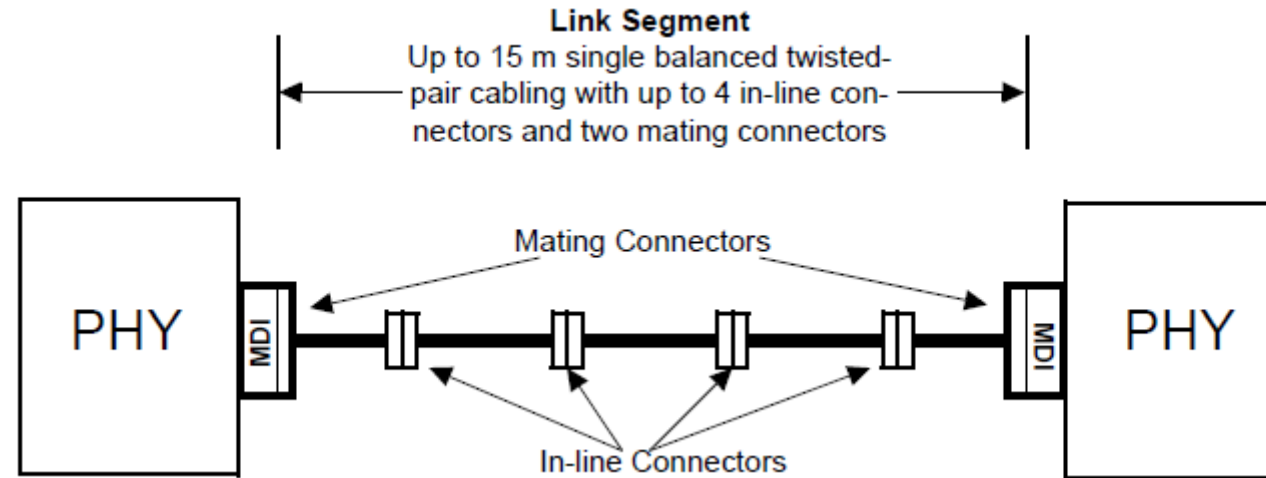 Link Segment
Up to 15 m single balanced twisted-
pair cabling with up to 4 in-line con-
nectors and two mating connectors
Mating Connectors
PHY
MDI
MDI
PHY
In-line Connectors